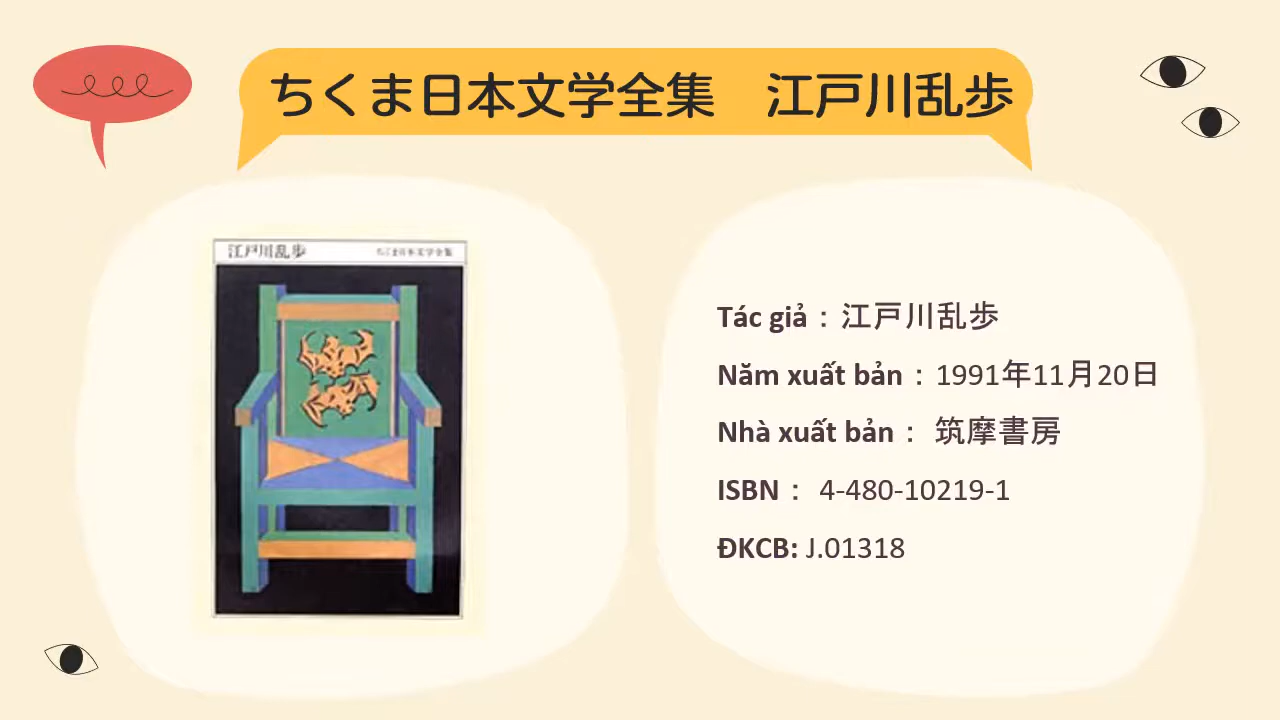 ちくま日本文学全集　江戸川乱歩
江戸川乱歩 ちくま日本文学全集
Tác giả：江戸川乱歩
Năm xuất bản：1991年11月20日
Nhà xuất bản： 筑摩書房
ISBN： 4-480-10219-1
ĐKCB: J.01318